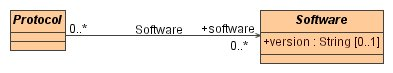 Protocol
0..*
Software
+software
0..*
Software
+version : String [0..1]